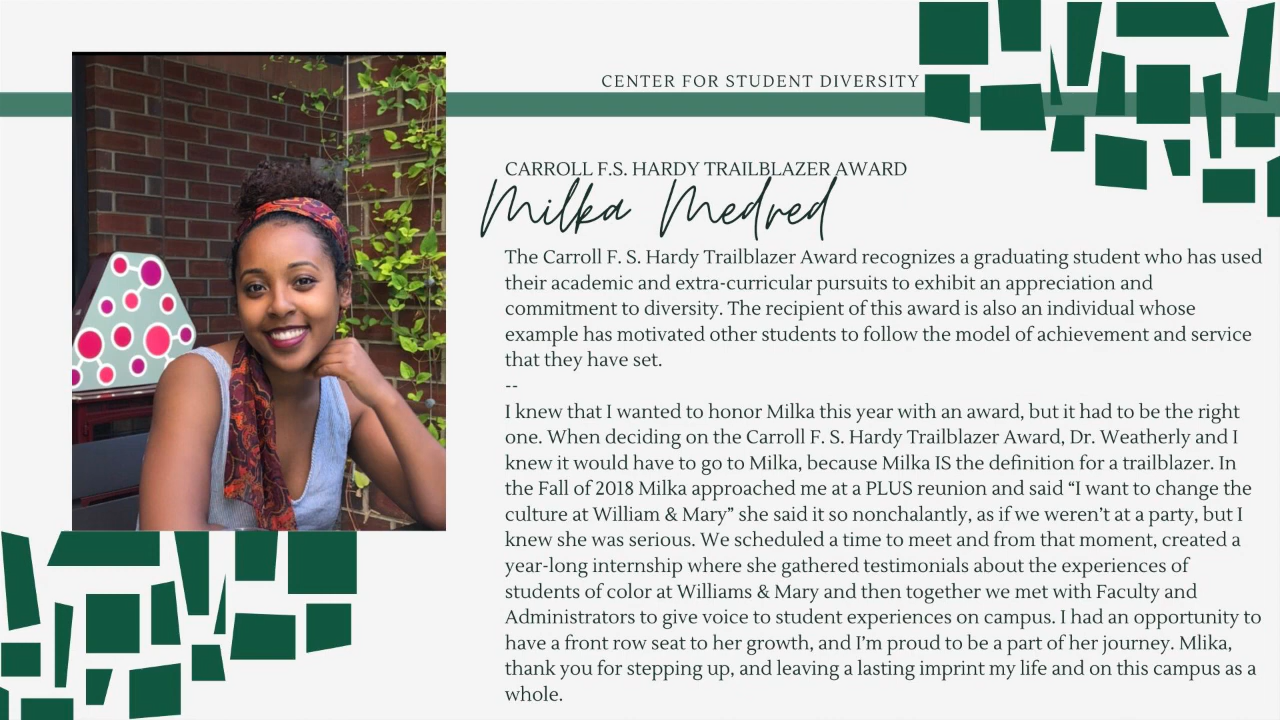 CENTER FOR STUDENT DIVERSITY
CARROLL F.S. HARDY TRAILBLAZER AWARD
Milka Medred
The Carroll F. S. Hardy Trailblazer Award recognizes a graduating student who has used
their academic and extra-curricular pursuits to exhibit an appreciation and
commitment to diversity. The recipient of this award is also an individual whose
example has motivated other students to follow the model of achievement and service
that they have set.
--
I knew that I wanted to honor Milka this year with an award, but it had to be the right
one. When deciding on the Carroll F. S. Hardy Trailblazer Award, Dr. Weatherly and I
knew it would have to go to Milka, because Milka IS the definition for a trailblazer. In
the Fall of 2018 Milka approached me at a PLUS reunion and said “I want to change the
culture at William & Mary” she said it so nonchalantly, as if we weren’t at a party, but I
knew she was serious. We scheduled a time to meet and from that moment, created a
year-long internship where she gathered testimonials about the experiences of
students of color at Williams & Mary and then together we met with Faculty and
Administrators to give voice to student experiences on campus. I had an opportunity to
have a front row seat to her growth, and I’m proud to be a part of her journey. Mlika,
thank you for stepping up, and leaving a lasting imprint my life and on this campus as a
whole.